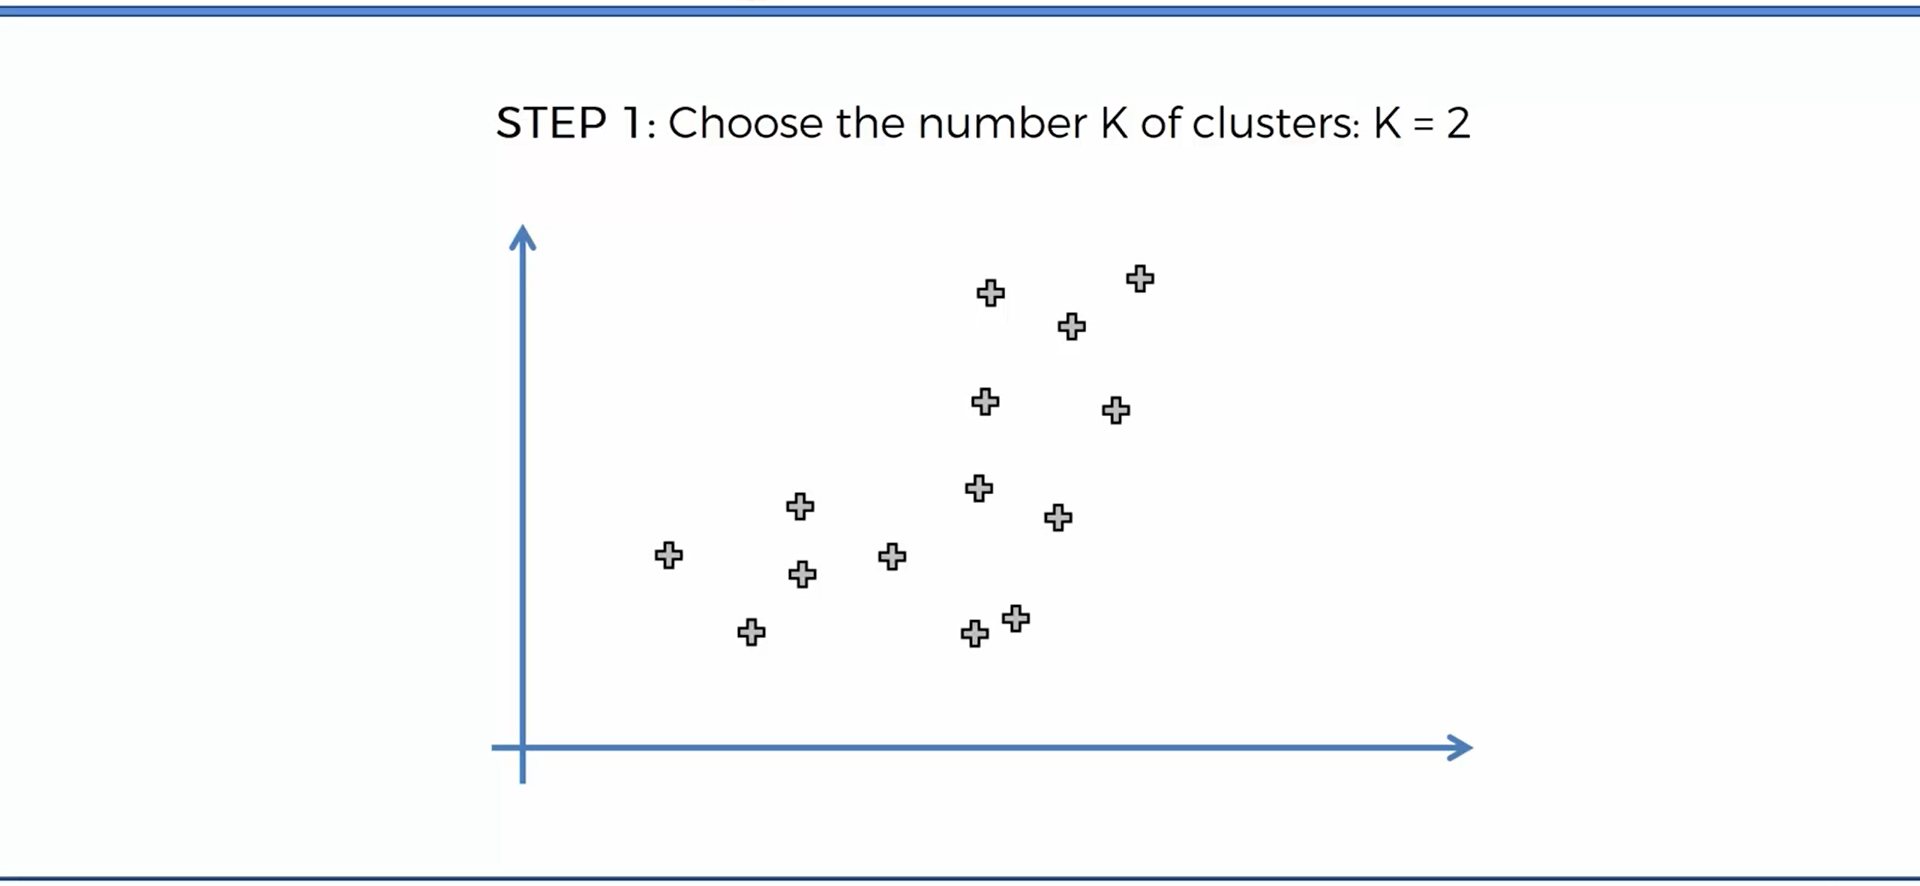 STEP 1: Choose the number K of clusters: K = 2